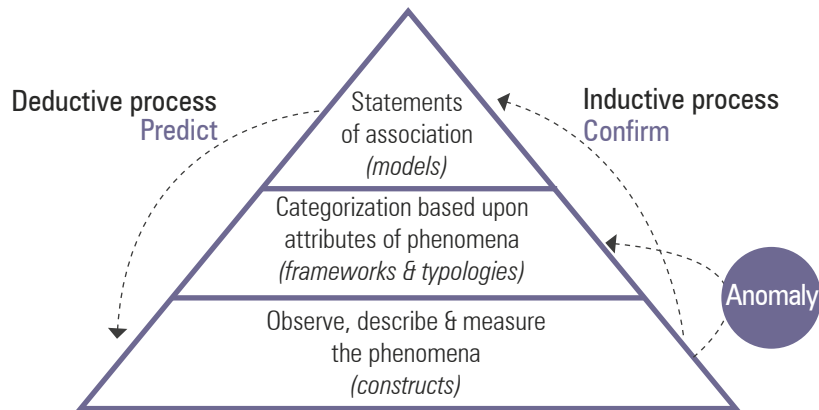 Deductive process
Predict
Statements
of association
(models)
Inductive process
Confirm
Categorization based upon
attributes of phenomena
(frameworks & typologies)
Anomaly
Observe, describe & measure
the phenomena
(constructs)